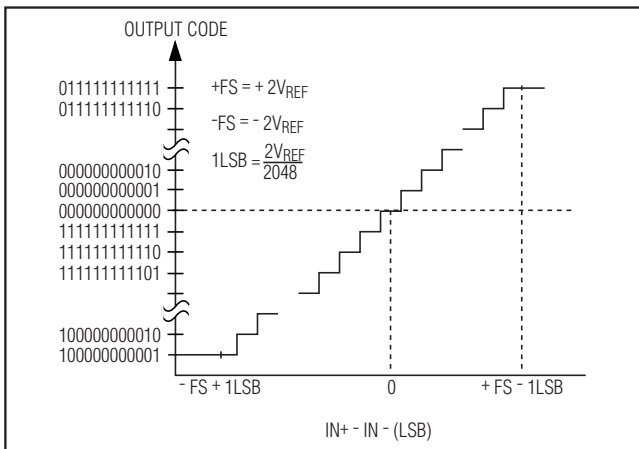 OUTPUT CODE
011111111111
011111111110
000000000010
000000000001
000000000000
111111111111
111111111110
111111111101
100000000010
100000000001
+FS = + 2VREF
-FS = - 2VREF
1LSB = 2VREF
2048
- FS + 1LSB
0
+ FS - 1LSB
IN+ - IN - (LSB)